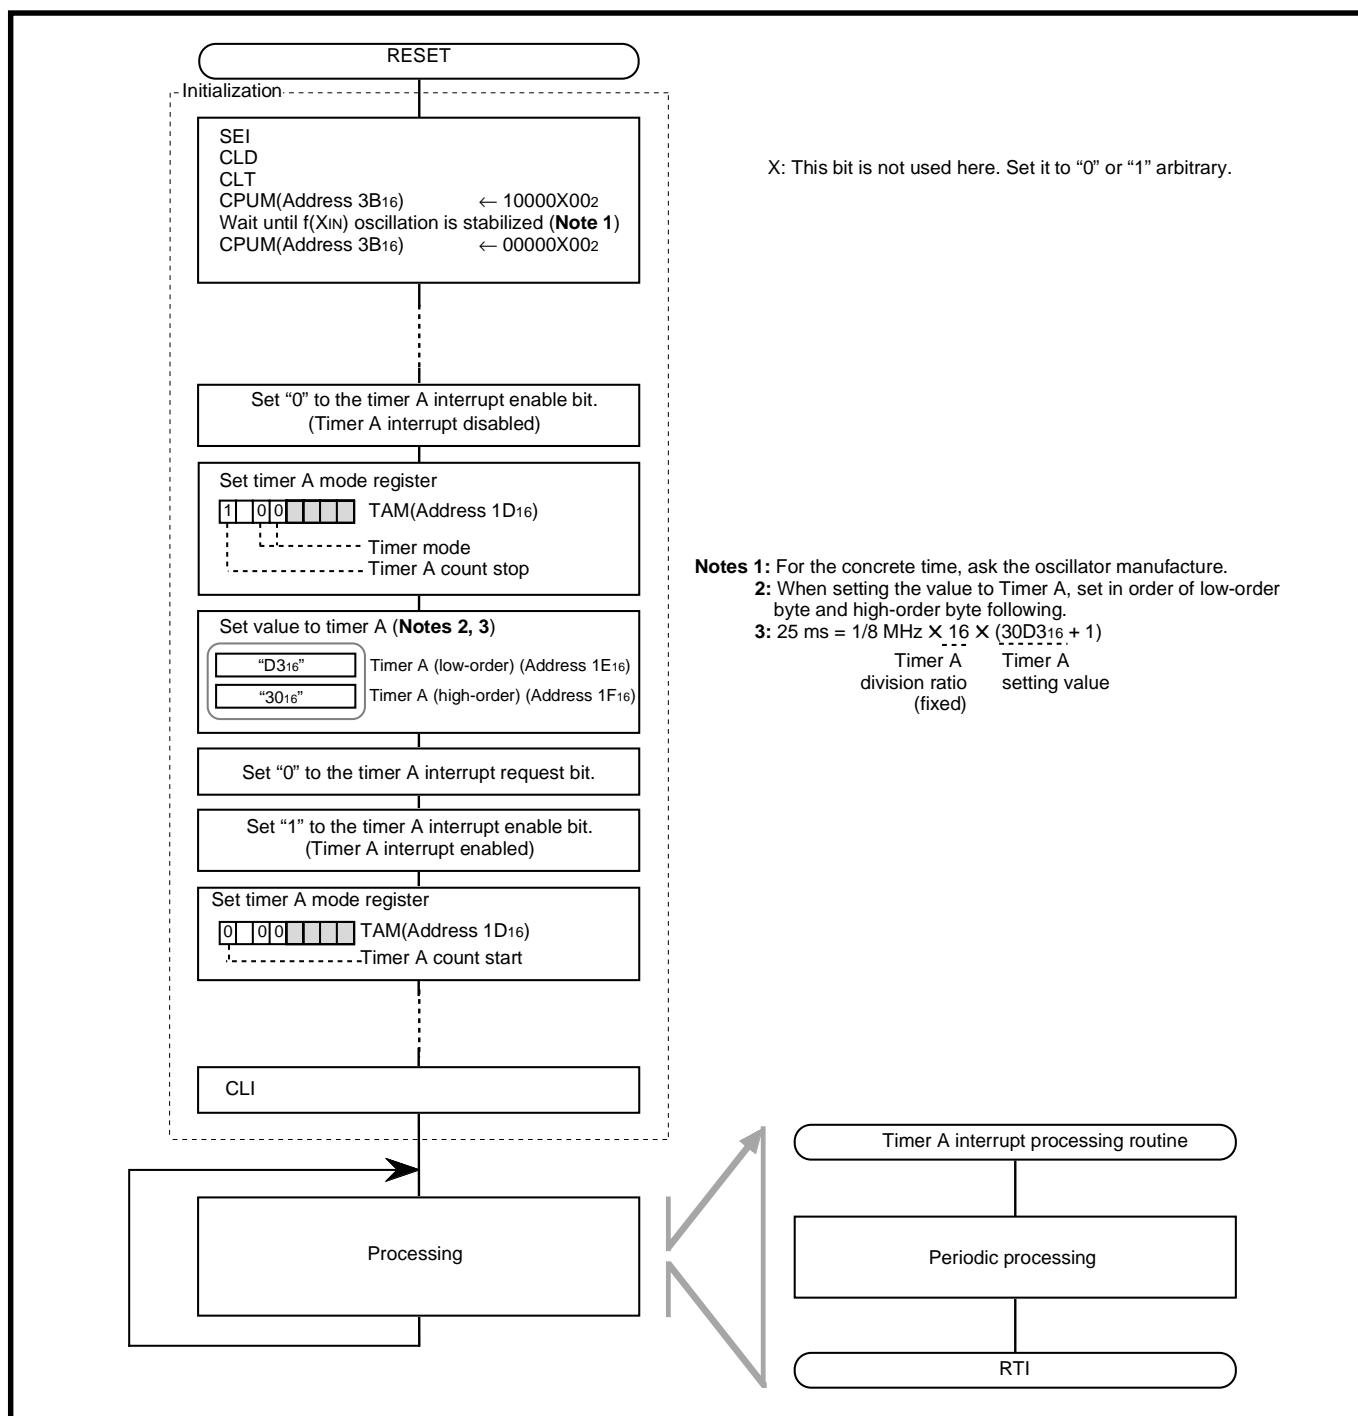 RESET
Initialization
SEI
CLD
CLT
CPUM(Address 3B16) ← 10000X002
Wait until f(XIN) oscillation is stabilized (Note 1)
CPUM(Address 3B16) ← 00000X002
X: This bit is not used here. Set it to “0” or “1” arbitrary.
Set “0” to the timer A interrupt enable bit.
(Timer A interrupt disabled)
Set timer A mode register
1 0 0 TAM(Address 1D16)
Timer mode
Timer A count stop
Set value to timer A (Notes 2, 3)
“D316” Timer A (low-order) (Address 1E16)
“3016” Timer A (high-order) (Address 1F16)
Notes 1: For the concrete time, ask the oscillator manufacture.
2: When setting the value to Timer A, set in order of low-order
byte and high-order byte following.
3: 25 ms = 1/8 MHz × 16 × (30D316 + 1)
Timer A Timer A
division ratio setting value
(fixed)
Set “0” to the timer A interrupt request bit.
Set “1” to the timer A interrupt enable bit.
(Timer A interrupt enabled)
Set timer A mode register
0 0 0 TAM(Address 1D16)
Timer A count start
CLI
Processing
Timer A interrupt processing routine
Periodic processing
RTI